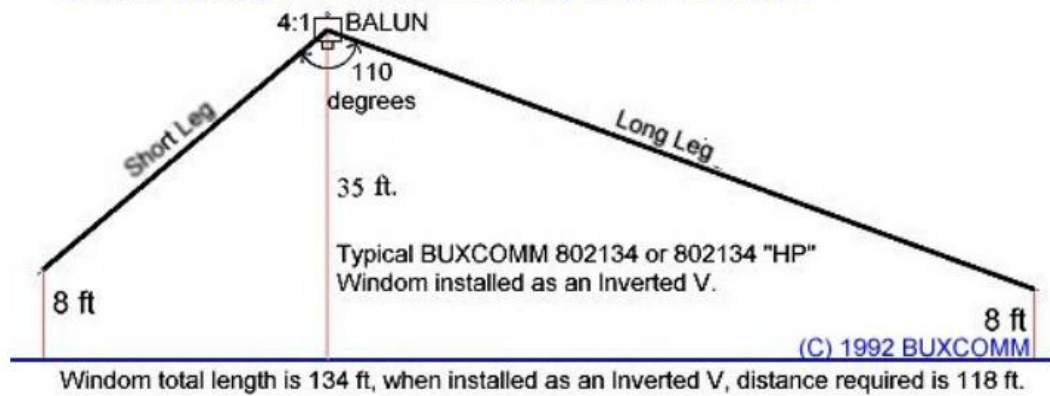 4:1 BALUN
110
degrees
Short Leg
Long Leg
35 ft.
Typical BUXCOMM 802134 or 802134 "HP"
Windom installed as an Inverted V.
8 ft
8 ft
(C) 1992 BUXCOMM
Windom total length is 134 ft, when installed as an Inverted V, distance required is 118 ft.